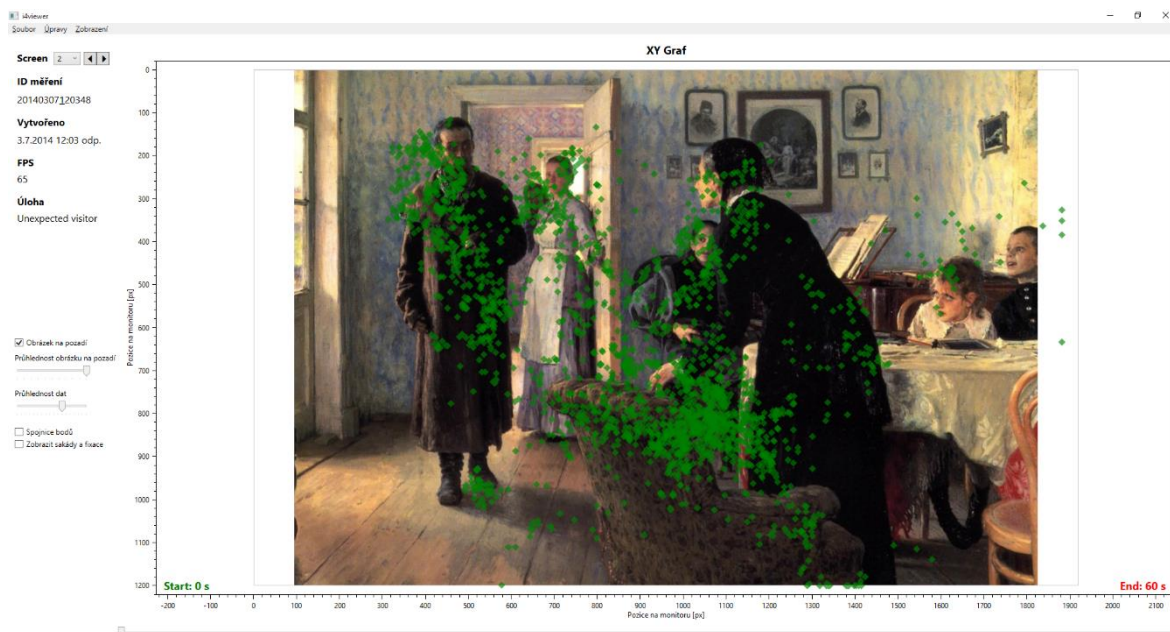 i4viewer
Soubor Úpravy Zobrazení
Screen 2
ID měření
20140307120348
Vytvořeno
3.7.2014 12:03 odp.
FPS
65
Úloha
Unexpected visitor
Obrázek na pozadí
Průhlednost obrázku na pozadí
Průhlednost dat
Spojnice bodů
Zobrazit sakády a fixace
XY Graf
Pozice na monitoru [px]
0
100
200
300
400
500
600
700
800
900
1000
1100
1200
Start: 0 s
End: 60 s
-200 -100 0 100 200 300 400 500 600 700 800 900 1000 1100 1200 1300 1400 1500 1600 1700 1800 1900 2000 2100
Pozice na monitoru [px]